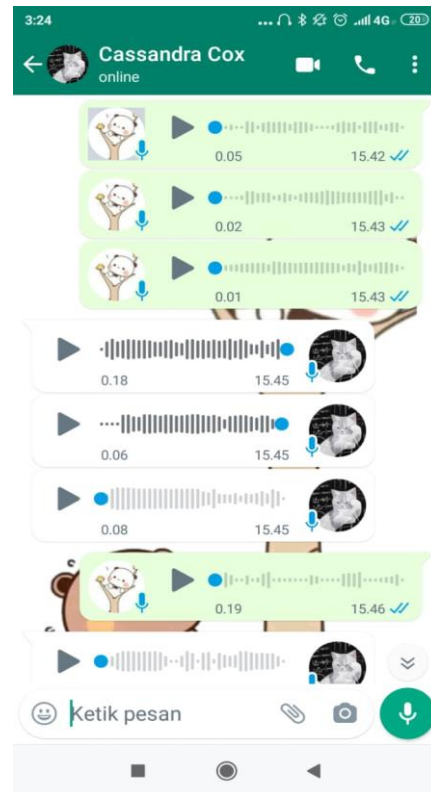 3:24 ... 4G 20
Cassandra Cox
online
0.05 15.42
0.02 15.43
0.01 15.43
0.18 15.45
0.06 15.45
0.08 15.45
0.19 15.46
Ketik pesan